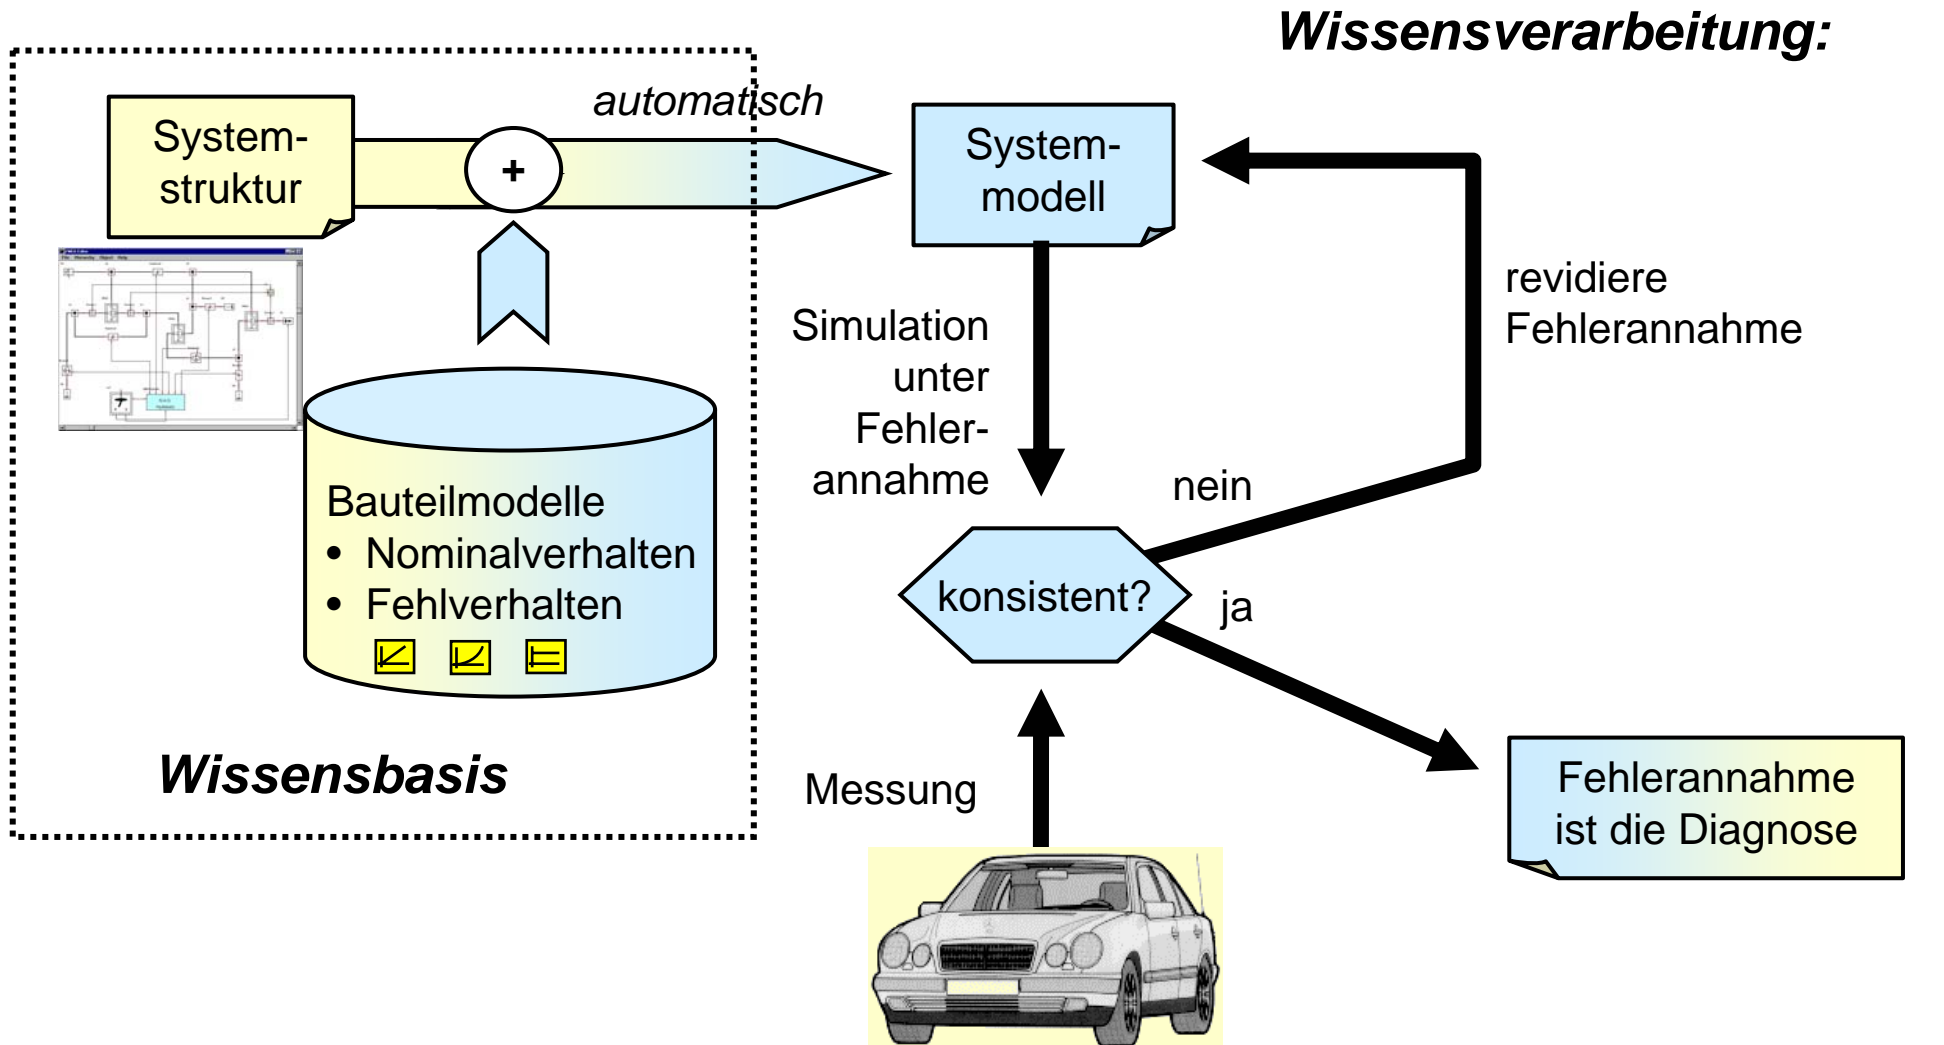 Wissensverarbeitung:
automatisch
System-
struktur
+
System-
modell
revidiere
Fehlerannahme
Simulation
unter
Fehler-
annahme
nein
Bauteilmodelle
• Nominalverhalten
• Fehlverhalten
konsistent?
ja
Wissensbasis
Messung
Fehlerannahme
ist die Diagnose